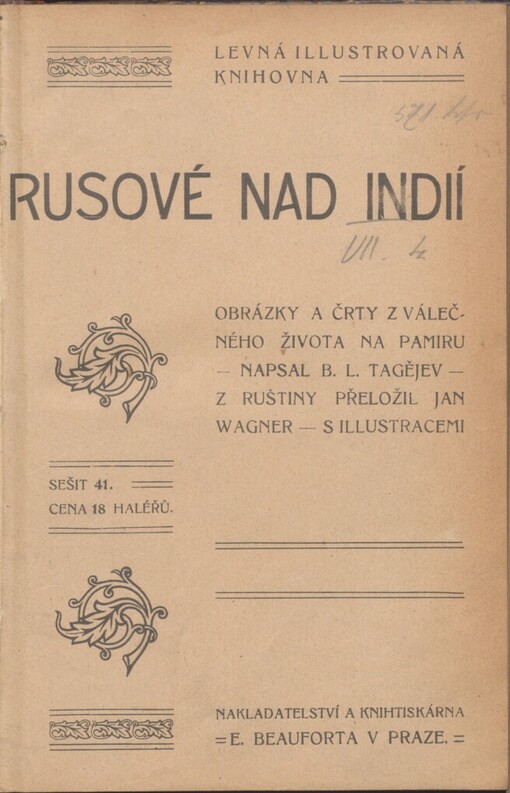 LEVNÁ ILLUSTROVANÁ
KNIHOVNA
RUSOVÉ NAD INDIÍ
VII. 4
OBRÁZKY A ČRTY Z VÁLEČ-
NÉHO ŽIVOTA NA PAMIRU
— NAPSAL B. L. TAGĚJEV —
Z RUŠTINY PŘELOŽIL JAN
WAGNER — S ILLUSTRACEMI
SEŠIT 41.
CENA 18 HALÉŘŮ.
NAKLADATELSTVÍ A KNIHTISKÁRNA
= E. BEAUFORTA V PRAZE. =